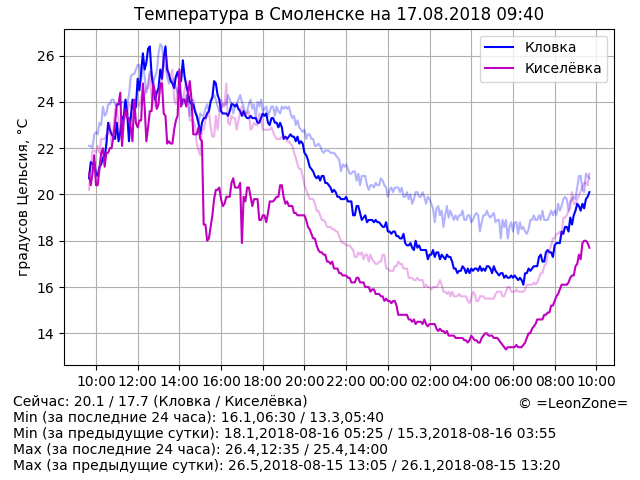 Температура в Смоленске на 17.08.2018 09:40
градусов Цельсия, °C
26
24
22
20
18
16
14
Кловка
Киселёвка
10:00 12:00 14:00 16:00 18:00 20:00 22:00 00:00 02:00 04:00 06:00 08:00 10:00
Сейчас: 20.1 / 17.7 (Кловка / Киселёвка)
© =LeonZone=
Min (за последние 24 часа): 16.1,06:30 / 13.3,05:40
Min (за предыдущие сутки): 18.1,2018-08-16 05:25 / 15.3,2018-08-16 03:55
Max (за последние 24 часа): 26.4,12:35 / 25.4,14:00
Max (за предыдущие сутки): 26.5,2018-08-15 13:05 / 26.1,2018-08-15 13:20